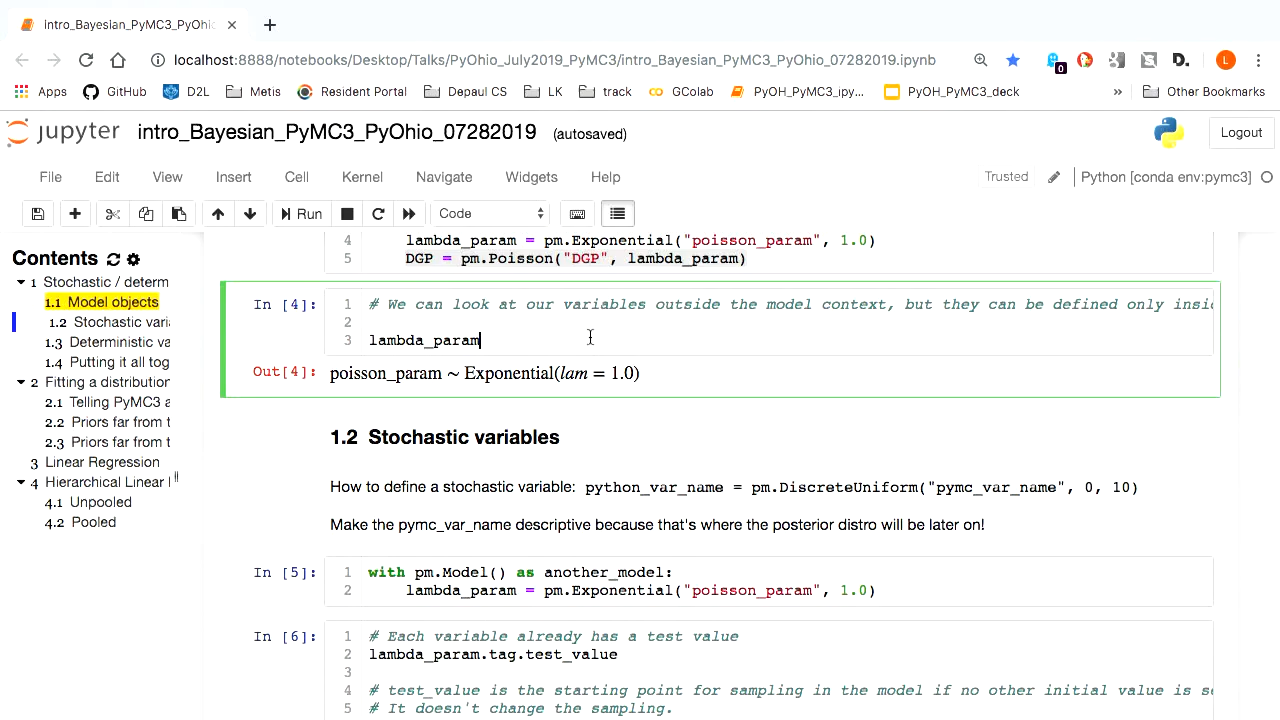 intro_Bayesian_PyMC3_PyOhio
localhost:8888/notebooks/Desktop/Talks/PyOhio_July2019_PyMC3/intro_Bayesian_PyMC3_PyOhio_07282019.ipynb
0
D.
L
Apps GitHub D2L Metis Resident Portal Depaul CS LK track GColab PyOH_PyMC3_ipy... PyOH_PyMC3_deck » Other Bookmarks
jupyter intro_Bayesian_PyMC3_PyOhio_07282019 (autosaved) Logout
File Edit View Insert Cell Kernel Navigate Widgets Help Trusted Python [conda env:pymc3]
Run Code
Contents
1 Stochastic / determ
1.1 Model objects
1.2 Stochastic vari
1.3 Deterministic va
1.4 Putting it all tog
2 Fitting a distribution
2.1 Telling PyMC3 a
2.2 Priors far from t
2.3 Priors far from t
3 Linear Regression
4 Hierarchical Linear
4.1 Unpooled
4.2 Pooled
4 lambda_param = pm.Exponential("poisson_param", 1.0)
5 DGP = pm.Poisson("DGP", lambda_param)
In [4]: 1 # We can look at our variables outside the model context, but they can be defined only insi
2
3 lambda_param
Out[4]: poisson_param ~ Exponential(lam = 1.0)
1.2 Stochastic variables
How to define a stochastic variable: python_var_name = pm.DiscreteUniform("pymc_var_name", 0, 10)
Make the pymc_var_name descriptive because that's where the posterior distro will be later on!
In [5]: 1 with pm.Model() as another_model:
2 lambda_param = pm.Exponential("poisson_param", 1.0)
In [6]: 1 # Each variable already has a test value
2 lambda_param.tag.test_value
3
4 # test_value is the starting point for sampling in the model if no other initial value is se
5 # It doesn't change the sampling.